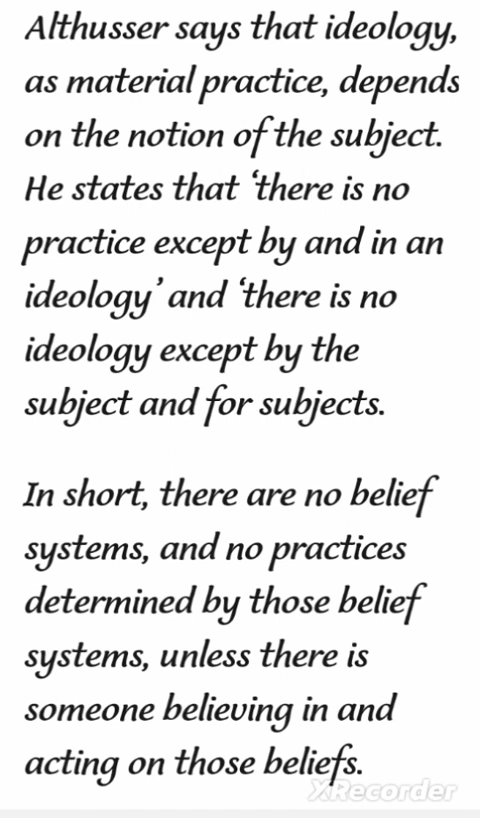 Althusser says that ideology,
as material practice, depends
on the notion of the subject.
He states that ‘there is no
practice except by and in an
ideology’ and ‘there is no
ideology except by the
subject and for subjects.
In short, there are no belief
systems, and no practices
determined by those belief
systems, unless there is
someone believing in and
acting on those beliefs.
XRecorder